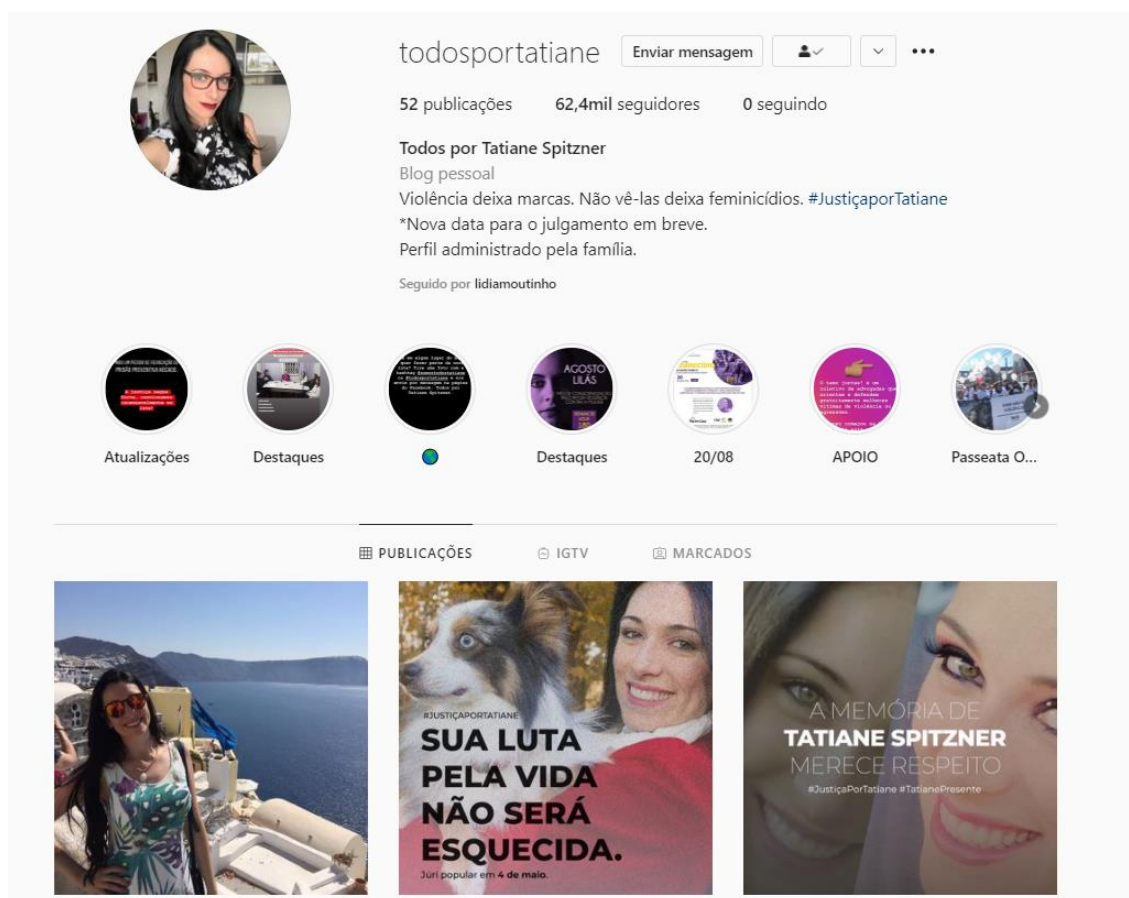 todosportatiane Enviar mensagem
52 publicações 62,4mil seguidores 0 seguindo
Todos por Tatiane Spitzner
Blog pessoal
Violência deixa marcas. Não vê-las deixa feminicídios. #JustiçaporTatiane
*Nova data para o julgamento em breve.
Perfil administrado pela família.
Seguido por lidiamoutinho
AGOSTO
LILÁS
Atualizações Destaques Destaques 20/08 APOIO Passeata O...
PUBLICAÇÕES IGTV MARCADOS
#JUSTIÇAPORTATIANE
SUA LUTA
PELA VIDA
NÃO SERÁ
ESQUECIDA.
Júri popular em 4 de maio.
A MEMÓRIA DE
TATIANE SPITZNER
MERECE RESPEITO
#JustiçaPorTatiane #TatianePresente